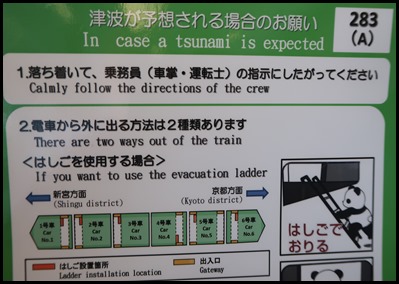 津波が予想される場合のお願い
In case a tsunami is expected
283
(A)
1.落ち着いて、乗務員（車掌・運転士）の指示にしたがってください
Calmly follow the directions of the crew
2.電車から外に出る方法は2種類あります
There are two ways out of the train
<はしごを使用する場合>
If you want to use the evacuation ladder
新宮方面
(Shingu district)
京都方面
(Kyoto district)
1号車
Car
No.1
2号車
Car
No.2
3号車
Car
No.3
4号車
Car
No.4
5号車
Car
No.5
6号車
Car
No.6
はしご設置箇所
Ladder installation location
出入口
Gateway
はしごで
おりる